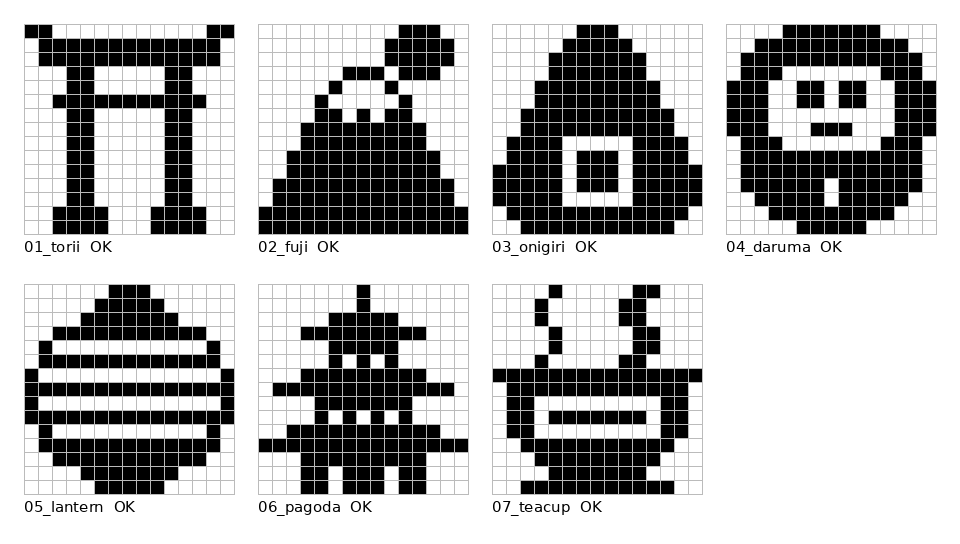 01_torii OK
02_fuji OK
03_onigiri OK
04_daruma OK
05_lantern OK
06_pagoda OK
07_teacup OK